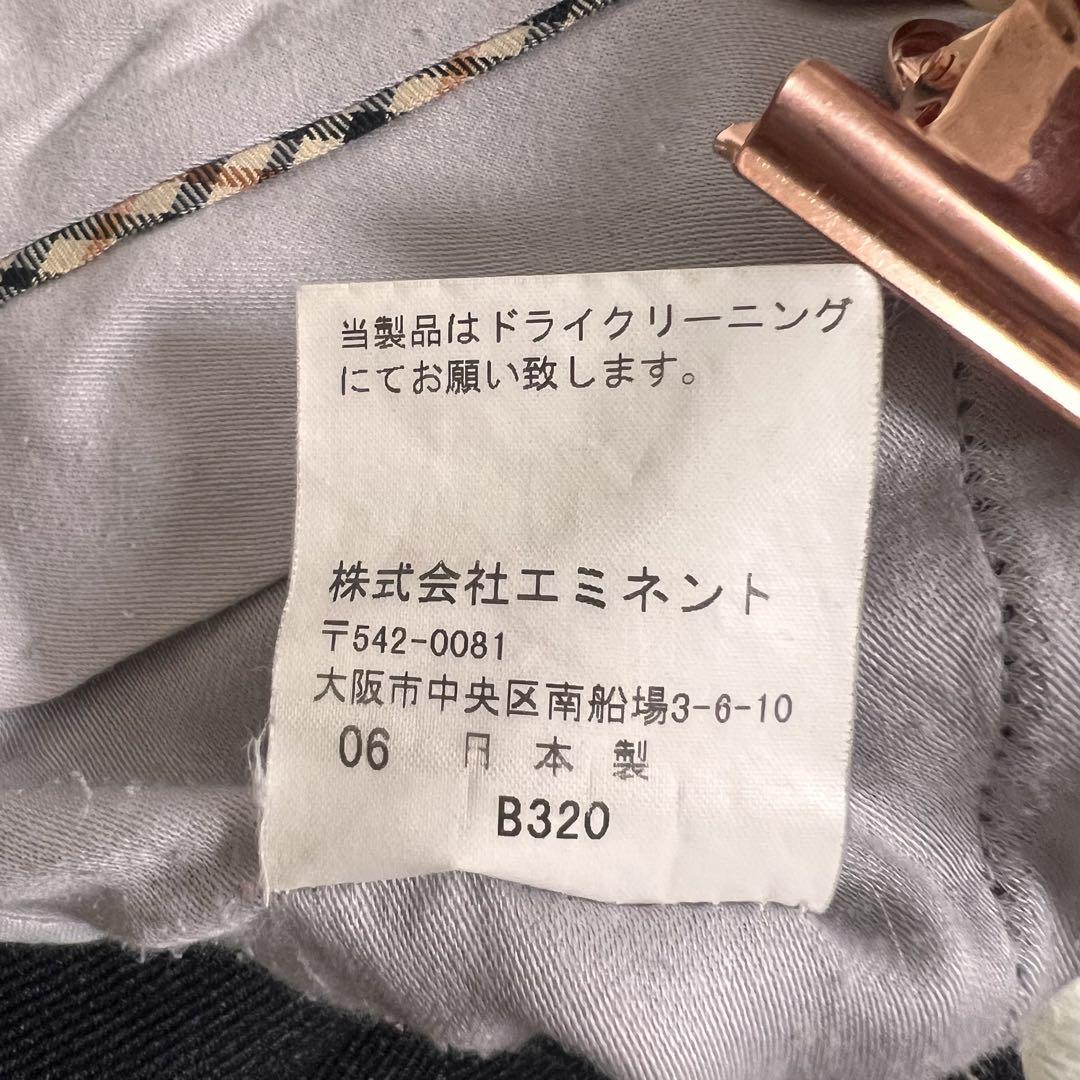 当製品はドライクリーニング
にてお願い致します。
株式会社エミネント
〒542-0081
大阪市中央区南船場3-6-10
06 日本製
B320